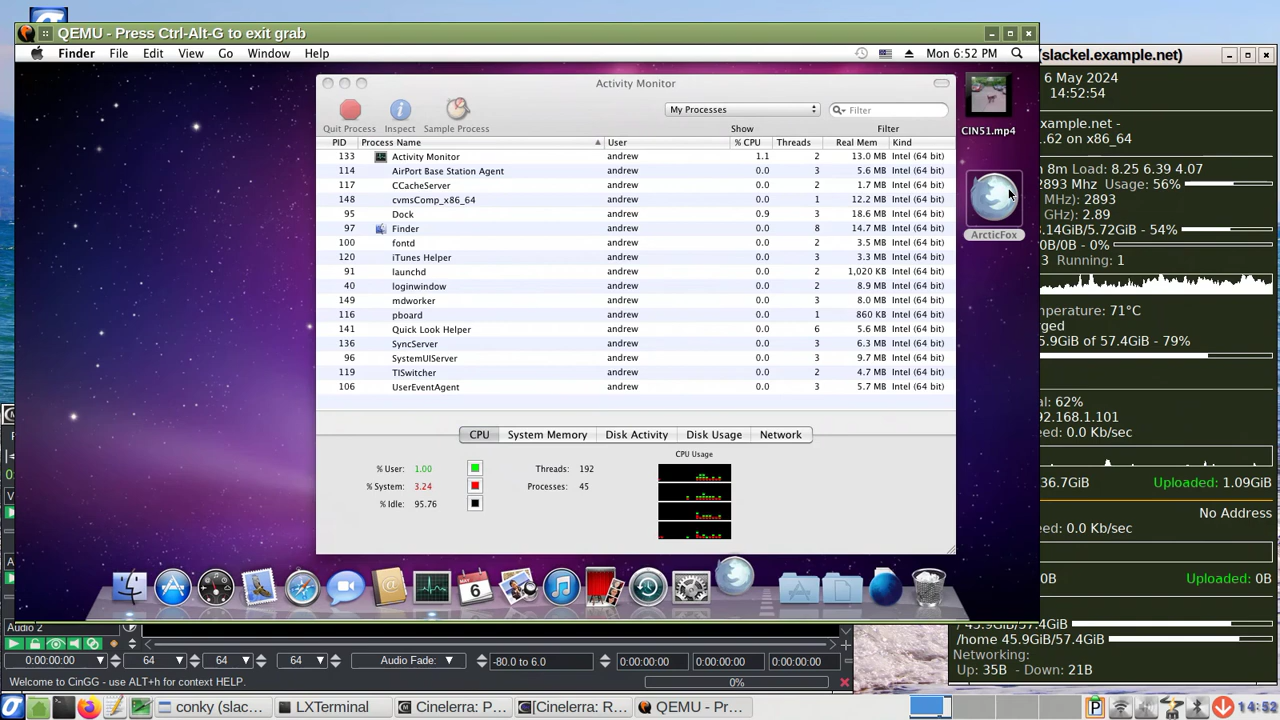 QEMU - Press Ctrl-Alt-G to exit grab
Finder File Edit View Go Window Help
Mon 6:52 PM
Activity Monitor
My Processes
Filter
Quit Process Inspect Sample Process Show Filter
PID Process Name User % CPU Threads Real Mem Kind
133 Activity Monitor andrew 1.1 2 13.0 MB Intel (64 bit)
114 AirPort Base Station Agent andrew 0.0 3 5.6 MB Intel (64 bit)
117 CCacheServer andrew 0.0 2 1.7 MB Intel (64 bit)
148 cvmsComp_x86_64 andrew 0.0 1 12.2 MB Intel (64 bit)
95 Dock andrew 0.9 3 18.6 MB Intel (64 bit)
97 Finder andrew 0.0 8 14.7 MB Intel (64 bit)
100 fontd andrew 0.0 2 3.5 MB Intel (64 bit)
120 iTunes Helper andrew 0.0 3 3.3 MB Intel (64 bit)
91 launchd andrew 0.0 2 1,020 KB Intel (64 bit)
40 loginwindow andrew 0.0 2 8.9 MB Intel (64 bit)
149 mdworker andrew 0.0 3 8.0 MB Intel (64 bit)
116 pboard andrew 0.0 1 860 KB Intel (64 bit)
141 Quick Look Helper andrew 0.0 6 5.6 MB Intel (64 bit)
136 SyncServer andrew 0.0 3 6.3 MB Intel (64 bit)
96 SystemUIServer andrew 0.0 3 9.7 MB Intel (64 bit)
119 TISwitcher andrew 0.0 2 4.7 MB Intel (64 bit)
106 UserEventAgent andrew 0.0 3 5.7 MB Intel (64 bit)
CPU System Memory Disk Activity Disk Usage Network
CPU Usage
% User: 1.00 Threads: 192
% System: 3.24 Processes: 45
% Idle: 95.76
CIN51.mp4
ArcticFox
6
(slackel.example.net)
6 May 2024
14:52:54
example.net -
.62 on x86_64
8m Load: 8.25 6.39 4.07
2893 Mhz Usage: 56%
MHz): 2893
GHz): 2.89
.14GiB/5.72GiB - 54%
0B/0B - 0%
3 Running: 1
perature: 71°C
ged
5.9GB of 57.4GB - 79%
al: 62%
92.168.1.101
eed: 0.0 Kb/sec
36.7GiB Uploaded: 1.09GiB
No Address
eed: 0.0 Kb/sec
0B Uploaded: 0B
/ 45.9GiB/57.4GiB
/home 45.9GiB/57.4GiB
Networking:
Up: 35B - Down: 21B
Audio 2
0:00:00:00 64 64 64 Audio Fade: -80.0 to 6.0 0:00:00:00 0:00:00:00 0:00:00:00
Welcome to CinGG - use ALT+h for context HELP.
0%
conky (slac... LXTerminal Cinelerra: P... [Cinelerra: R... QEMU - Pr...
14:52